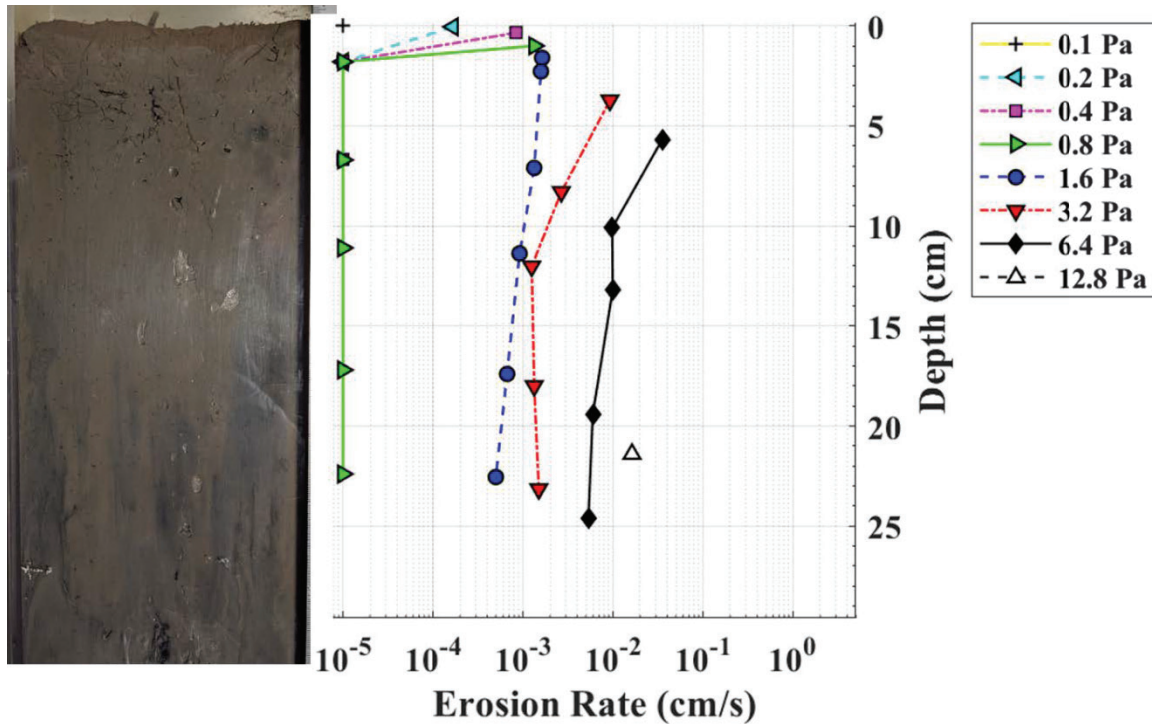 0
5
10
15
20
25
Depth (cm)
10-5 10-4 10-3 10-2 10-1 100
Erosion Rate (cm/s)
0.1 Pa
0.2 Pa
0.4 Pa
0.8 Pa
1.6 Pa
3.2 Pa
6.4 Pa
12.8 Pa